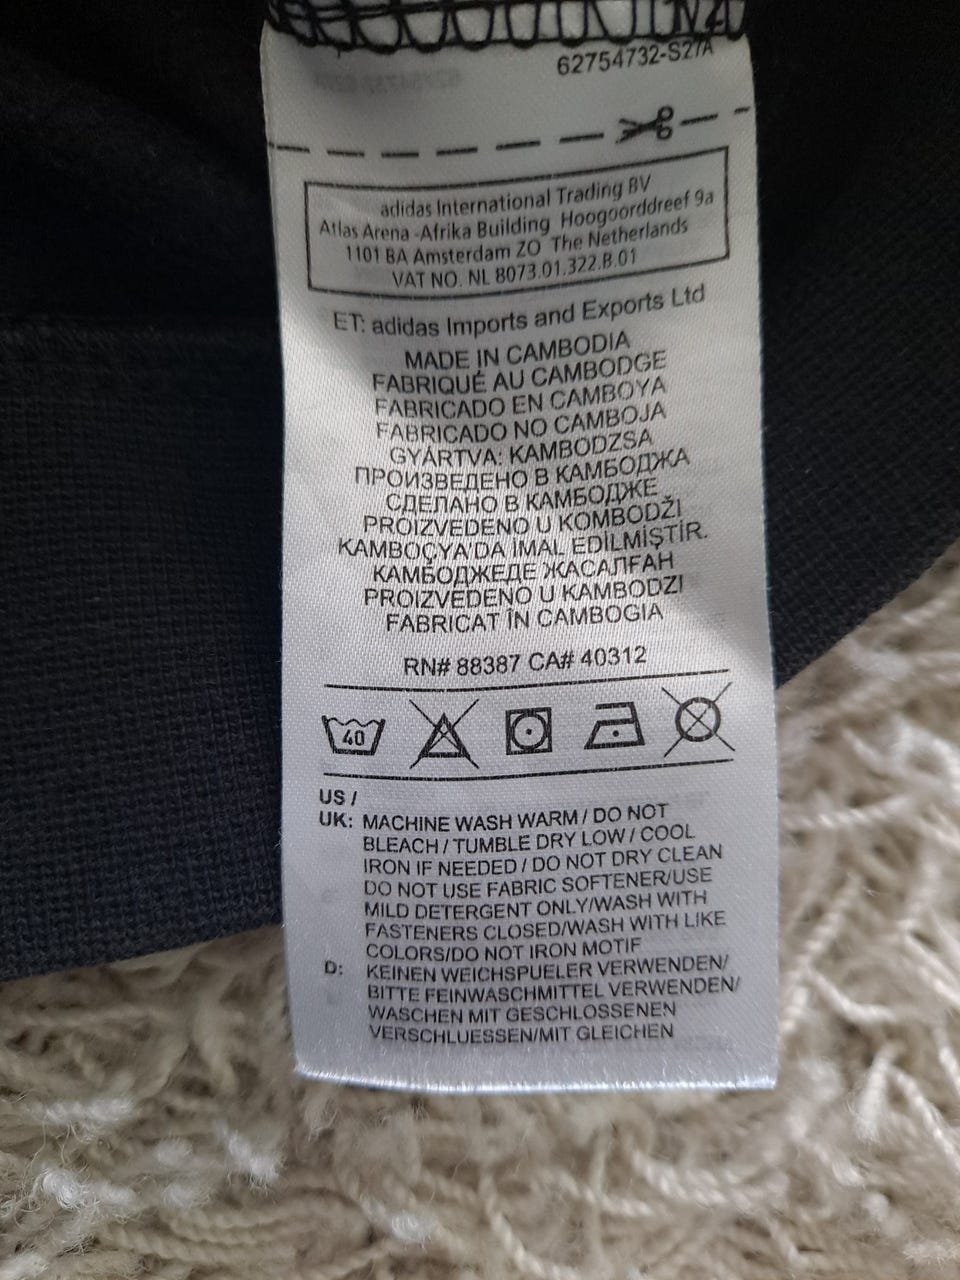 62754732-S27A
adidas International Trading BV
Atlas Arena -Afrika Building Hoogoorddreef 9a
1101 BA Amsterdam ZO The Netherlands
VAT NO. NL 8073.01.322.B.01
ET: adidas Imports and Exports Ltd
MADE IN CAMBODIA
FABRIQUÉ AU CAMBODGE
FABRICADO EN CAMBOYA
FABRICADO NO CAMBOJA
GYÁRTVA: KAMBODZSA
ПРОИЗВЕДЕНО В КАМБОДЖА
СДЕЛАНО В КАМБОДЖЕ
PROIZVEDENO U KOMBODŽI
KAMBOÇYA'DA İMAL EDİLMİŞTİR.
КАМБОДЖЕДЕ ЖАСАЛҒАН
PROIZVEDENO U KAMBODZI
FABRICAT ÎN CAMBOGIA
RN# 88387 CA# 40312
40
US /
UK: MACHINE WASH WARM / DO NOT
BLEACH / TUMBLE DRY LOW / COOL
IRON IF NEEDED / DO NOT DRY CLEAN
DO NOT USE FABRIC SOFTENER/USE
MILD DETERGENT ONLY/WASH WITH
FASTENERS CLOSED/WASH WITH LIKE
COLORS/DO NOT IRON MOTIF
D: KEINEN WEICHSPUELER VERWENDEN/
BITTE FEINWASCHMITTEL VERWENDEN/
WASCHEN MIT GESCHLOSSENEN
VERSCHLUESSEN/MIT GLEICHEN